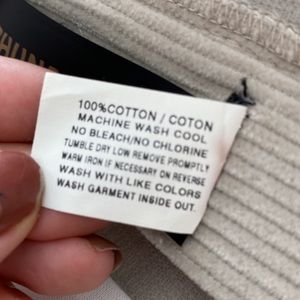 100%COTTON / COTON
MACHINE WASH COOL
NO BLEACH/NO CHLORINE
TUMBLE DRY LOW REMOVE PROMPTLY
WARM IRON IF NECESSARY ON REVERSE
WASH WITH LIKE COLORS
WASH GARMENT INSIDE OUT.